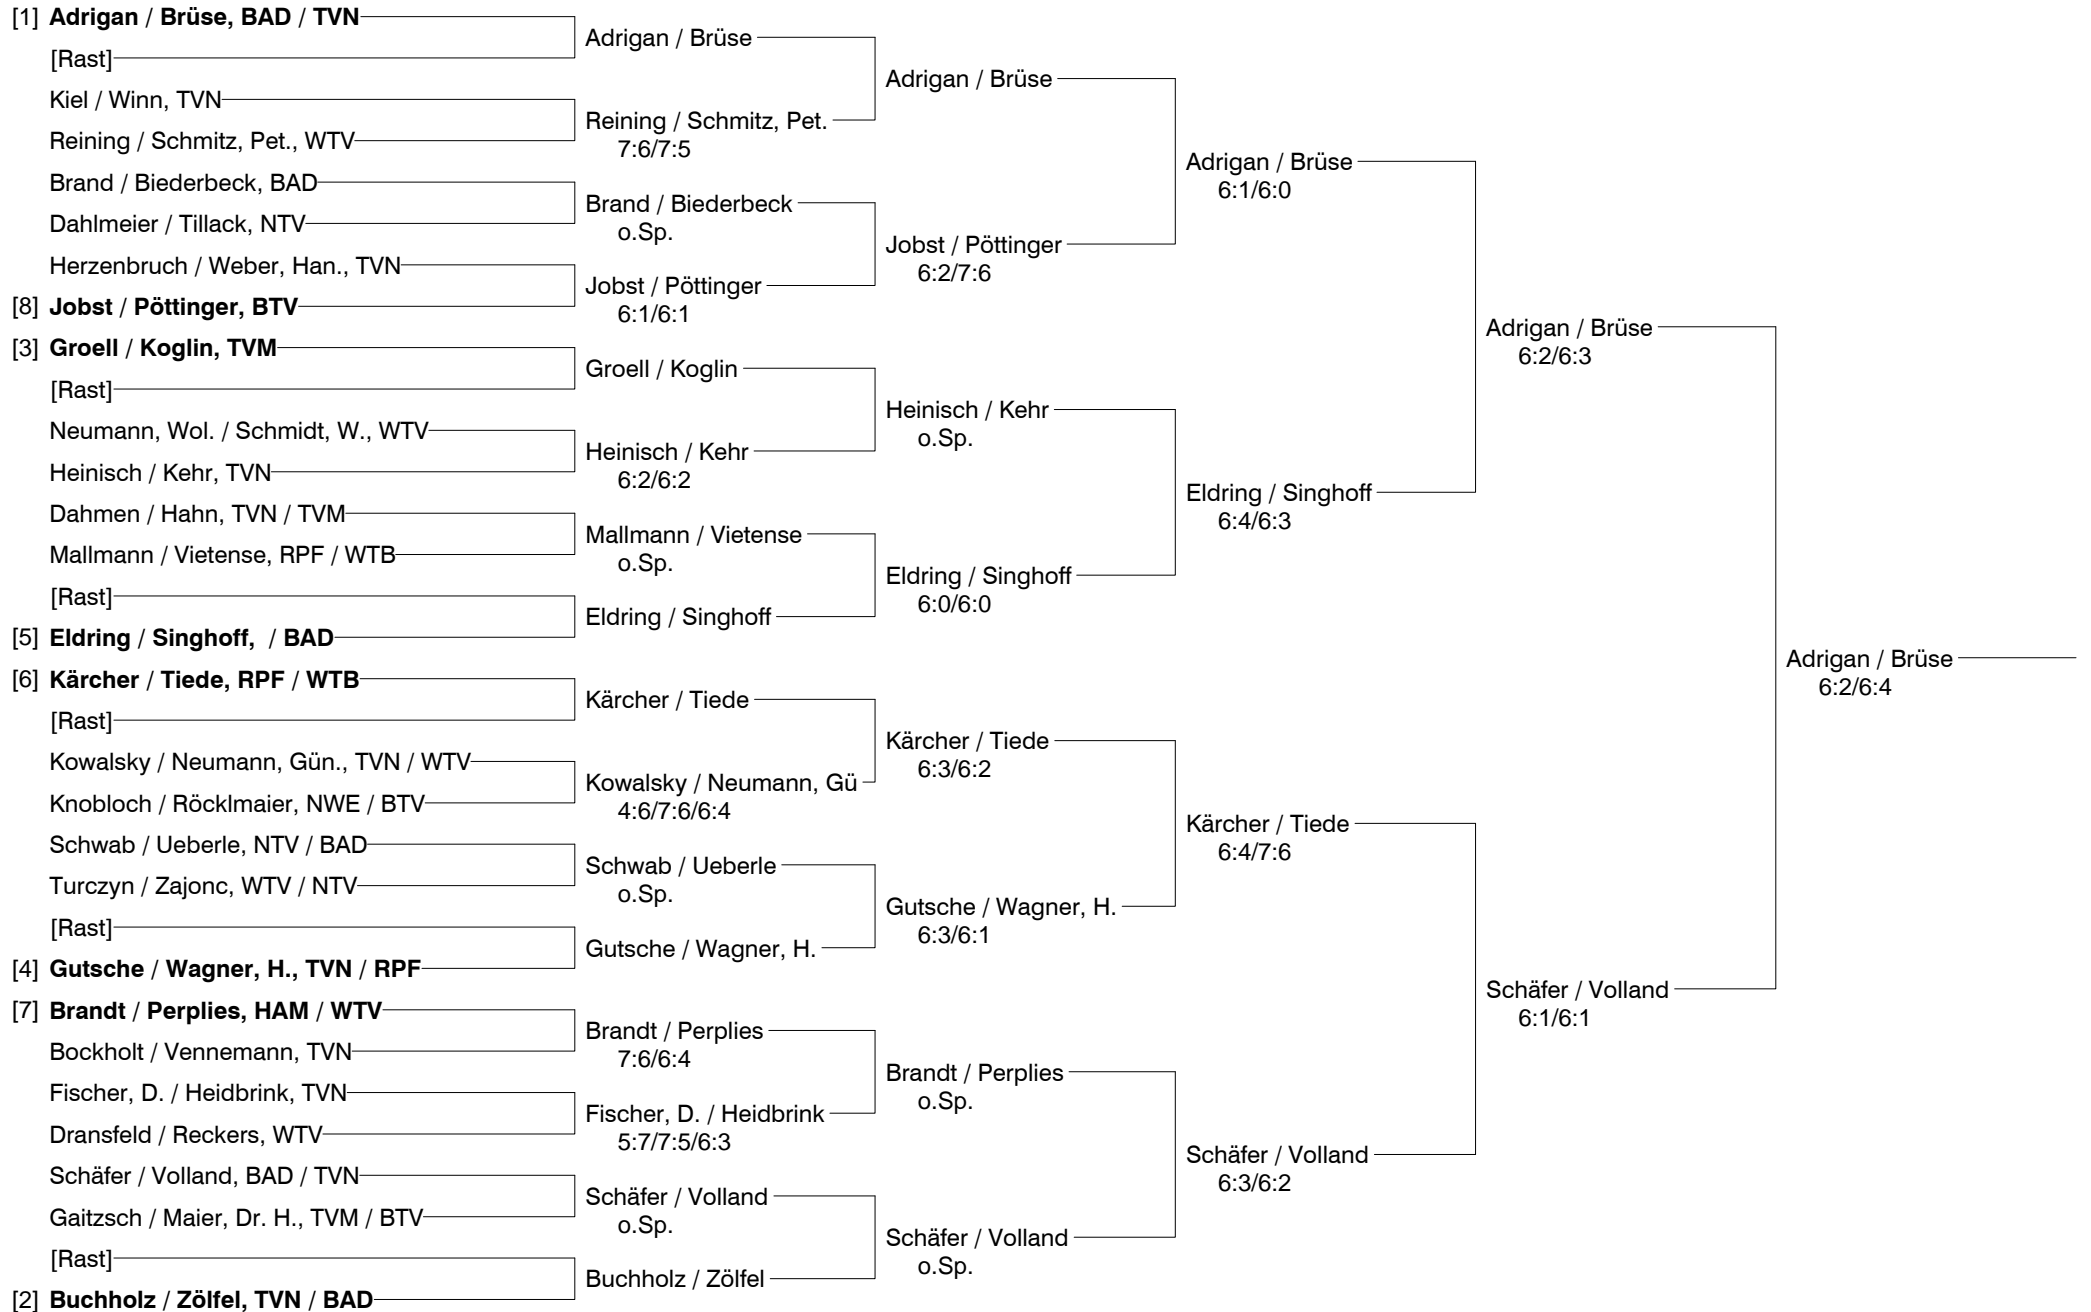 [1] Adrigan / Brüse, BAD / TVN
[Rast]
Kiel / Winn, TVN
Reining / Schmitz, Pet., WTV
Brand / Biederbeck, BAD
Dahlmeier / Tillack, NTV
Herzenbruch / Weber, Han., TVN
[8] Jobst / Pöttinger, BTV
[3] Groell / Koglin, TVM
[Rast]
Neumann, Wol. / Schmidt, W., WTV
Heinisch / Kehr, TVN
Dahmen / Hahn, TVN / TVM
Mallmann / Vietense, RPF / WTB
[Rast]
[5] Eldring / Singhoff,  / BAD
[6] Kärcher / Tiede, RPF / WTB
[Rast]
Kowalsky / Neumann, Gün., TVN / WTV
Knobloch / Röcklmaier, NWE / BTV
Schwab / Ueberle, NTV / BAD
Turczyn / Zajonc, WTV / NTV
[Rast]
[4] Gutsche / Wagner, H., TVN / RPF
[7] Brandt / Perplies, HAM / WTV
Bockholt / Vennemann, TVN
Fischer, D. / Heidbrink, TVN
Dransfeld / Reckers, WTV
Schäfer / Volland, BAD / TVN
Gaitzsch / Maier, Dr. H., TVM / BTV
[Rast]
[2] Buchholz / Zölfel, TVN / BAD
Adrigan / Brüse
Reining / Schmitz, Pet.
7:6/7:5
Brand / Biederbeck
o.Sp.
Jobst / Pöttinger
6:1/6:1
Groell / Koglin
Heinisch / Kehr
6:2/6:2
Mallmann / Vietense
o.Sp.
Eldring / Singhoff
Kärcher / Tiede
Kowalsky / Neumann, Gü
4:6/7:6/6:4
Schwab / Ueberle
o.Sp.
Gutsche / Wagner, H.
Brandt / Perplies
7:6/6:4
Fischer, D. / Heidbrink
5:7/7:5/6:3
Schäfer / Volland
o.Sp.
Buchholz / Zölfel
Adrigan / Brüse
Jobst / Pöttinger
6:2/7:6
Heinisch / Kehr
o.Sp.
Eldring / Singhoff
6:0/6:0
Kärcher / Tiede
6:3/6:2
Gutsche / Wagner, H.
6:3/6:1
Brandt / Perplies
o.Sp.
Schäfer / Volland
o.Sp.
Adrigan / Brüse
6:1/6:0
Eldring / Singhoff
6:4/6:3
Kärcher / Tiede
6:4/7:6
Schäfer / Volland
6:3/6:2
Adrigan / Brüse
6:2/6:3
Schäfer / Volland
6:1/6:1
Adrigan / Brüse
6:2/6:4